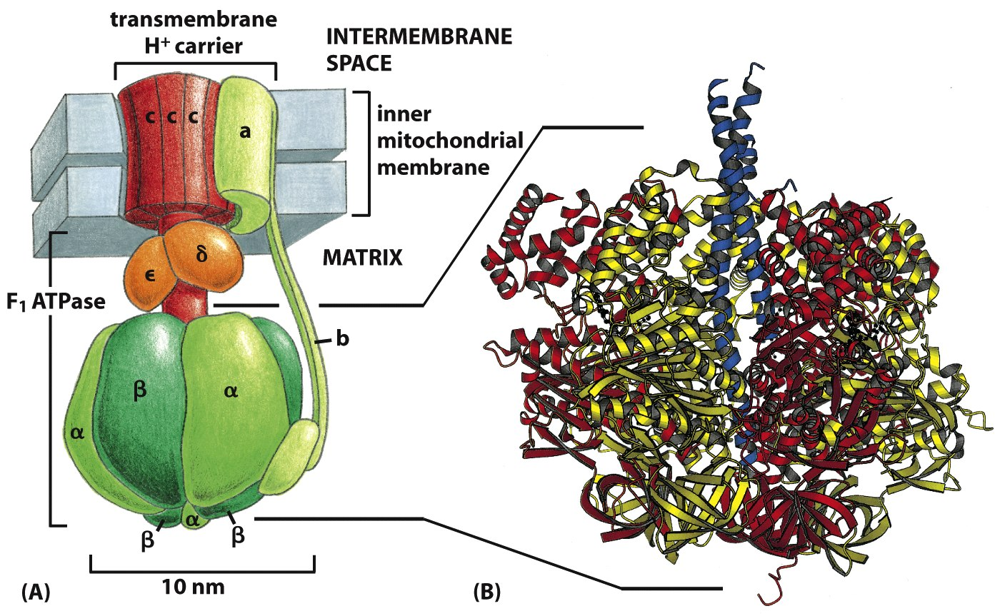 transmembrane
H+ carrier
INTERMEMBRANE
SPACE
c c c
a
inner
mitochondrial
membrane
δ
ϵ
MATRIX
F1 ATPase
b
β
α
α
β
α
β
10 nm
(A)
(B)